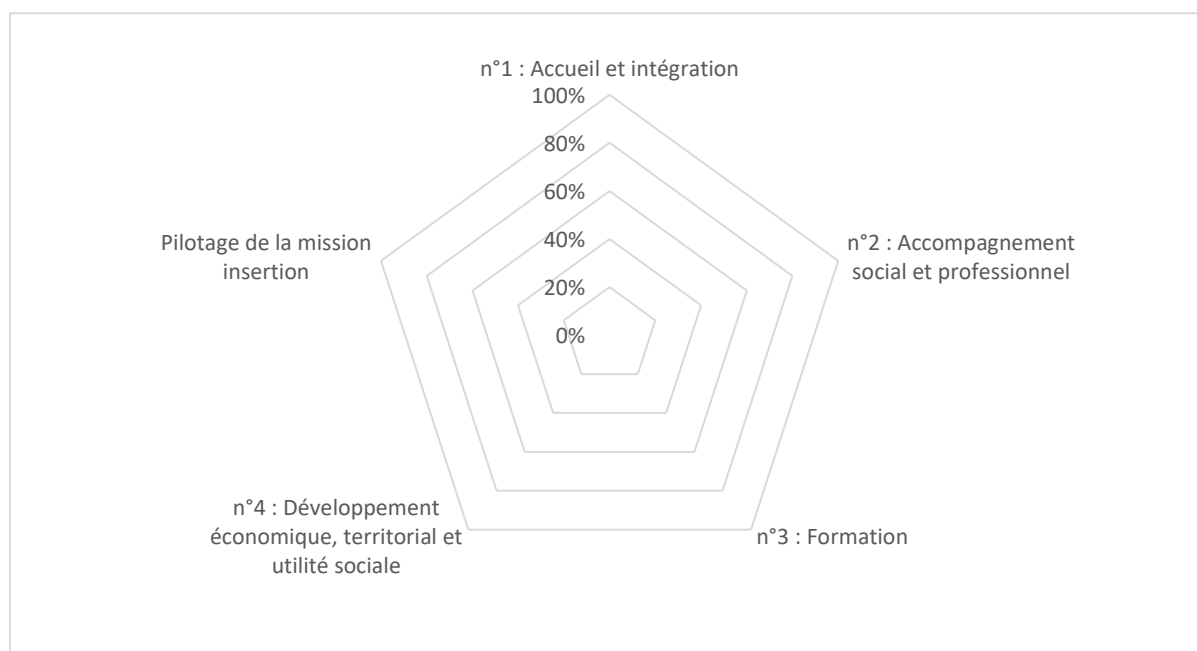 n°1 : Accueil et intégration
100%
80%
60%
40%
20%
0%
n°2 : Accompagnement
social et professionnel
n°3 : Formation
n°4 : Développement
économique, territorial et
utilité sociale
Pilotage de la mission
insertion